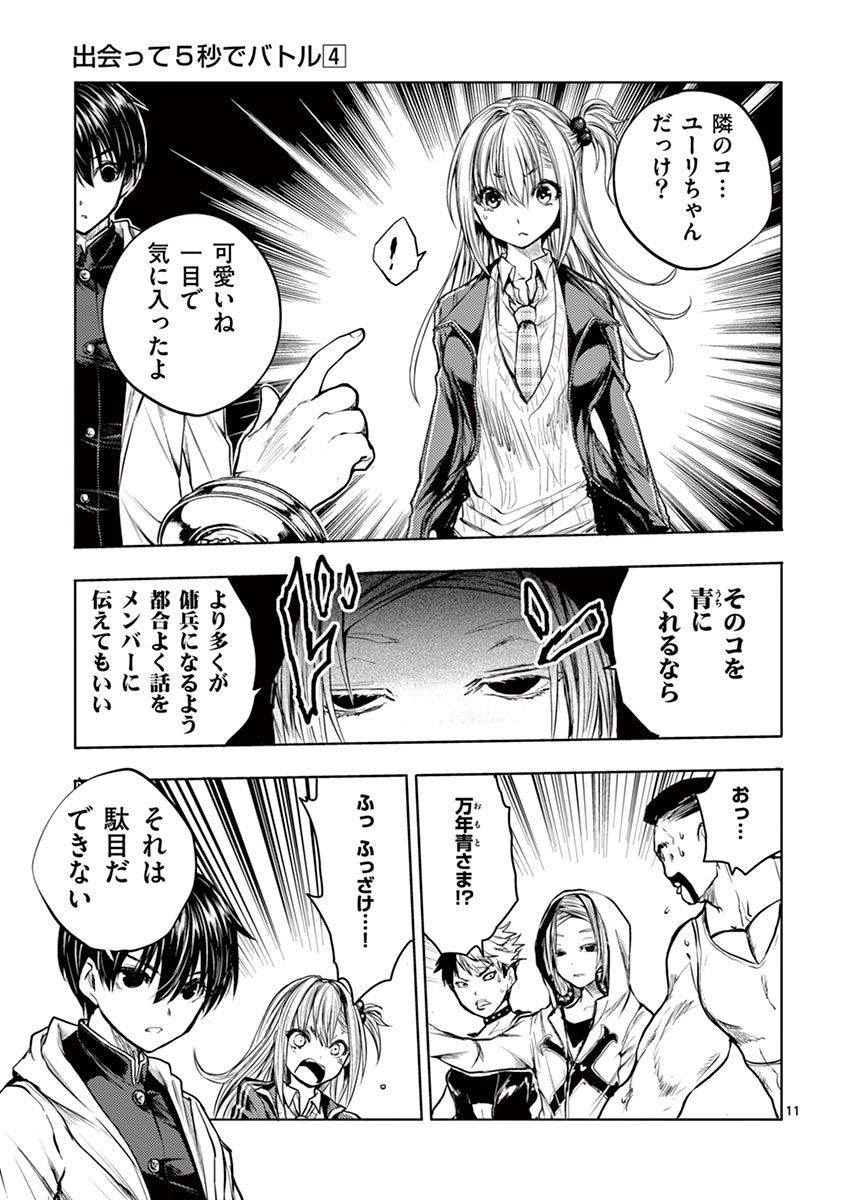 出会って5秒でバトル4
隣のコ…
ユーリちゃん
だっけ?
!
可愛いね
一目で
気に入ったよ
そのコを
青に
うち
くれるなら
より多くが
傭兵になるよう
都合よく話を
メンバーに
伝えてもいい
おっ…
万年青さま!?
おもと
ふっ ふっざけ…!
それは
駄目だ
できない
11